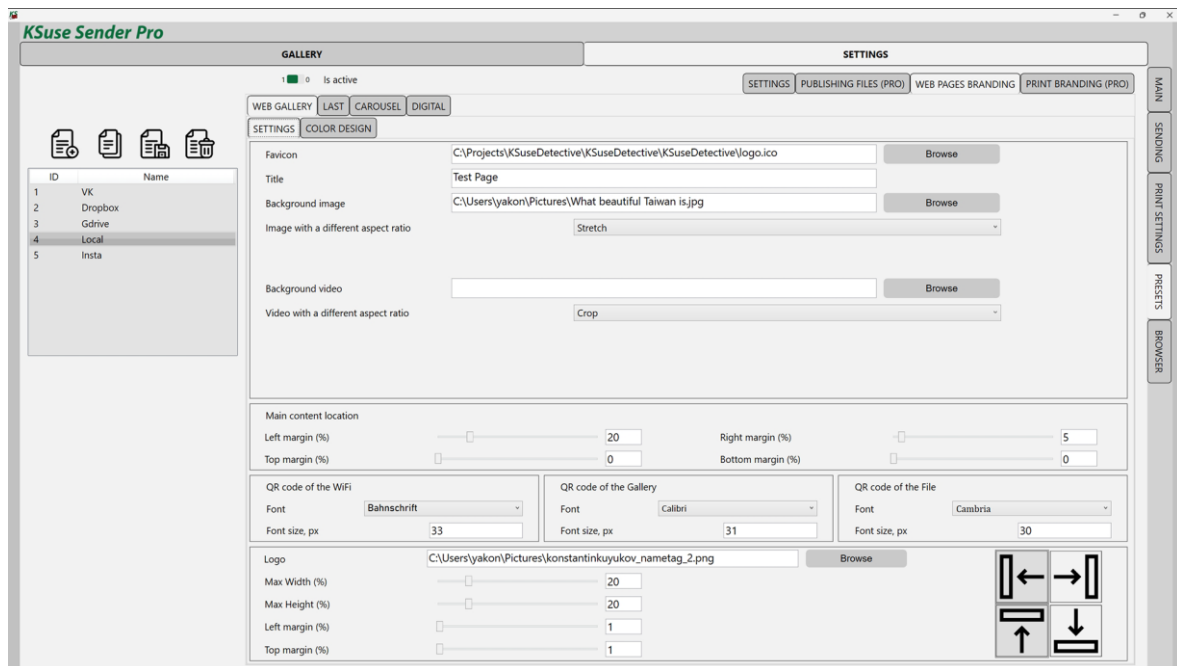 KSuse Sender Pro
GALLERY
SETTINGS
1 0 Is active
SETTINGS PUBLISHING FILES (PRO) WEB PAGES BRANDING PRINT BRANDING (PRO)
WEB GALLERY LAST CAROUSEL DIGITAL
SETTINGS COLOR DESIGN
ID Name
1 VK
2 Dropbox
3 Gdrive
4 Local
5 Insta
Favicon C:\Projects\KSuseDetective\KSuseDetective\KSuseDetective\logo.ico Browse
Title Test Page
Background image C:\Users\yakon\Pictures\What beautiful Taiwan is.jpg Browse
Image with a different aspect ratio Stretch
Background video Browse
Video with a different aspect ratio Crop
Main content location
Left margin (%) 20 Right margin (%) 5
Top margin (%) 0 Bottom margin (%) 0
QR code of the WiFi
Font Bahnschrift
Font size, px 33
QR code of the Gallery
Font Calibri
Font size, px 31
QR code of the File
Font Cambria
Font size, px 30
Logo C:\Users\yakon\Pictures\konstantinkuyukov_nametag_2.png Browse
Max Width (%) 20
Max Height (%) 20
Left margin (%) 1
Top margin (%) 1
MAIN
SENDING
PRINT SETTINGS
PRESETS
BROWSER